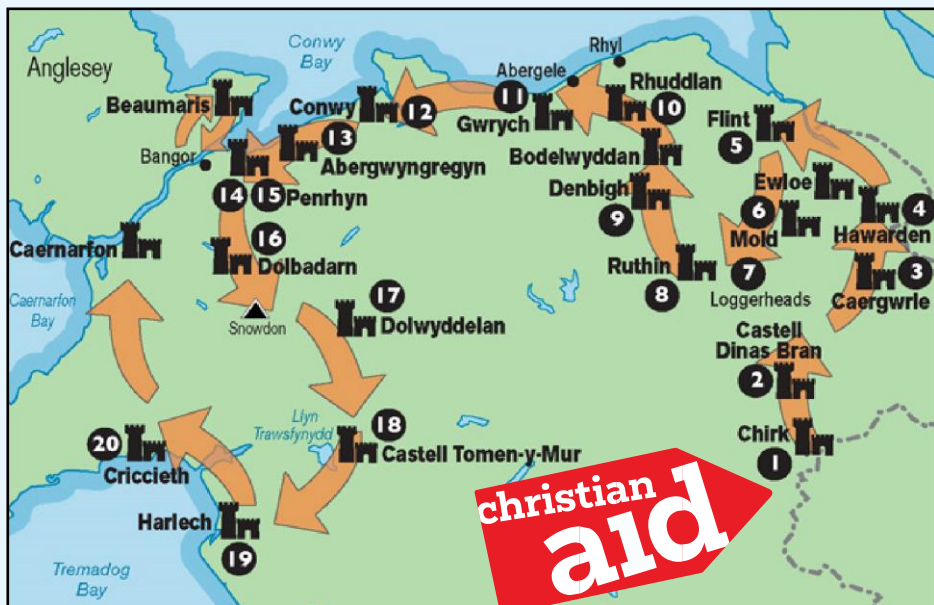 Conwy
Bay
Anglesey
Rhyl
Abergele
Beaumaris
Conwy
12
11
Gwrych
Rhuddlan
10
Flint
5
13
Abergwyngregyn
Bodelwyddan
Bangor
14
15
Penrhyn
Denbigh
9
Ewloe
6
Mold
4
Hawarden
Caernarfon
16
Dolbadarn
Ruthin
8
7
Loggerheads
3
Caergwrle
Caernarfon
Bay
Snowdon
17
Dolwyddelan
Castell
Dinas Bran
2
Llyn
Trawsfynydd
18
Castell Tomen-y-Mur
Chirk
1
20
Criccieth
Harlech
19
Tremadog
Bay
christian
aid